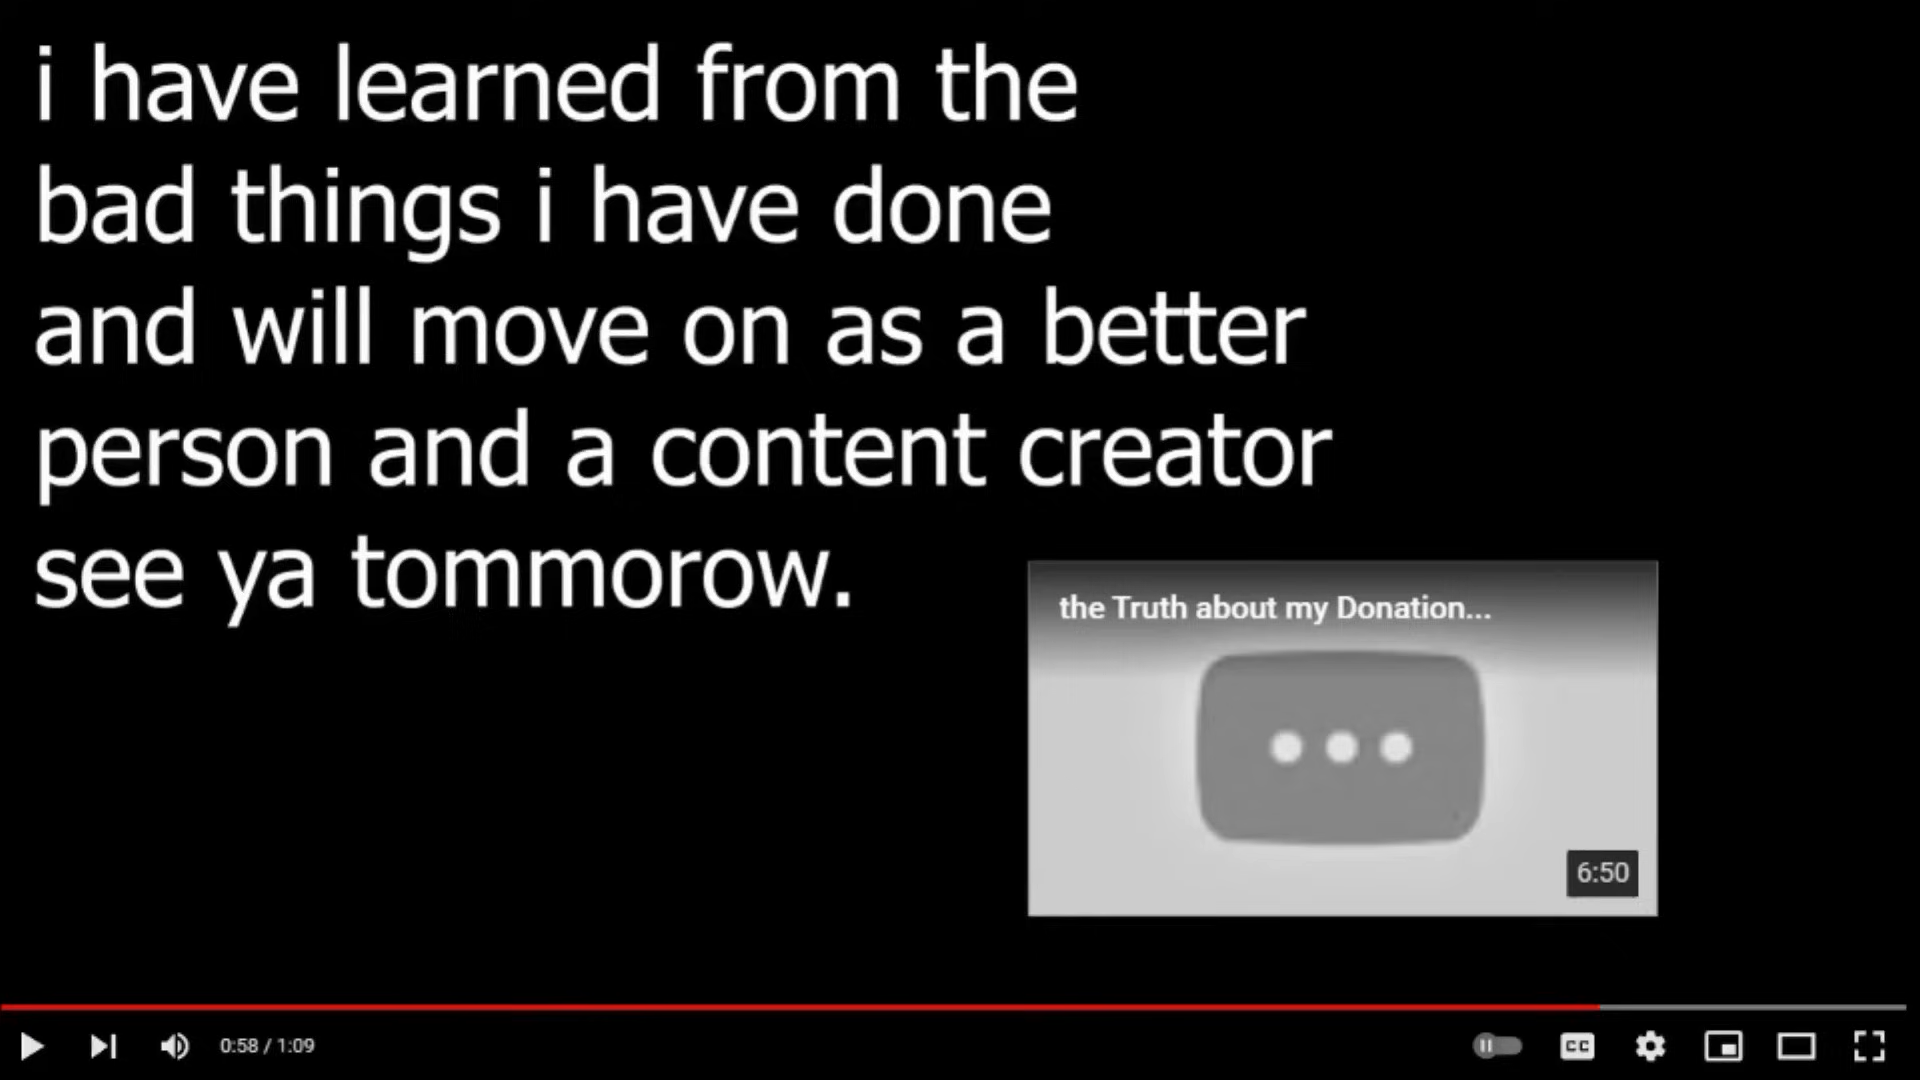 i have learned from the
bad things i have done
and will move on as a better
person and a content creator
see ya tommorow.
the Truth about my Donation...
6:50
0:58 / 1:09
CC